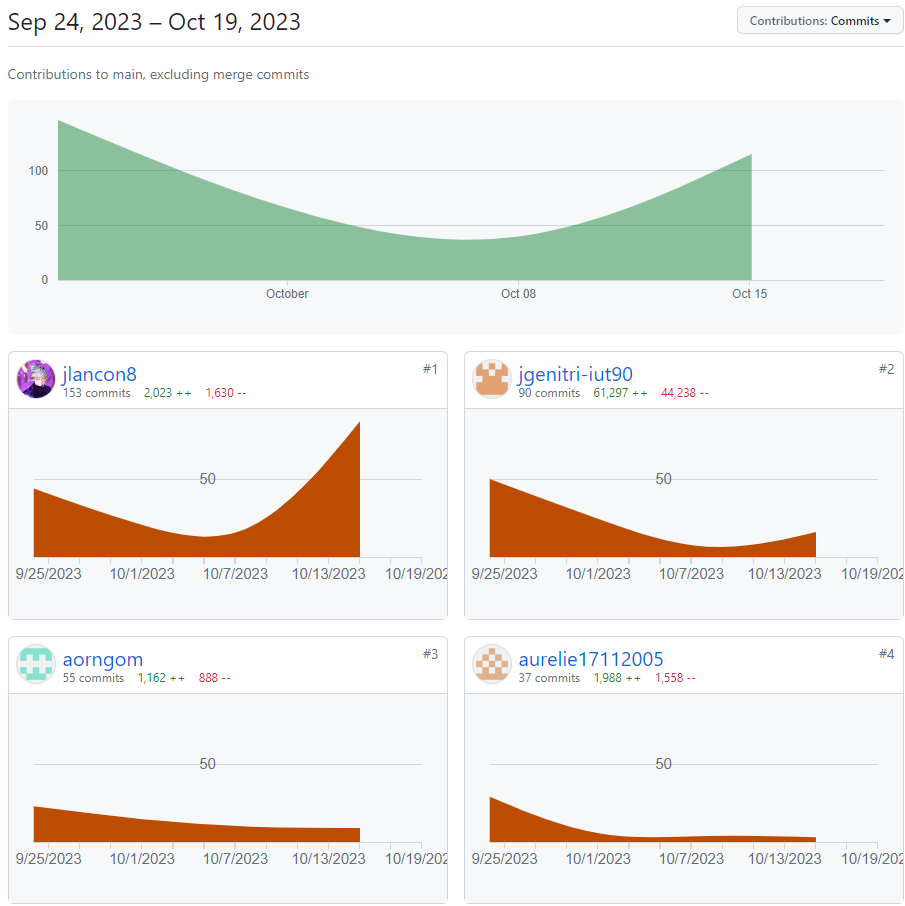 Sep 24, 2023 – Oct 19, 2023
Contributions: Commits
Contributions to main, excluding merge commits
100
50
0
October Oct 08 Oct 15
jlancon8 #1
153 commits 2,023 ++ 1,630 --
50
9/25/2023 10/1/2023 10/7/2023 10/13/2023 10/19/202
jgenitri-iut90 #2
90 commits 61,297 ++ 44,238 --
50
9/25/2023 10/1/2023 10/7/2023 10/13/2023 10/19/202
aorngom #3
55 commits 1,162 ++ 888 --
50
9/25/2023 10/1/2023 10/7/2023 10/13/2023 10/19/202
aurelie17112005 #4
37 commits 1,988 ++ 1,558 --
50
9/25/2023 10/1/2023 10/7/2023 10/13/2023 10/19/202